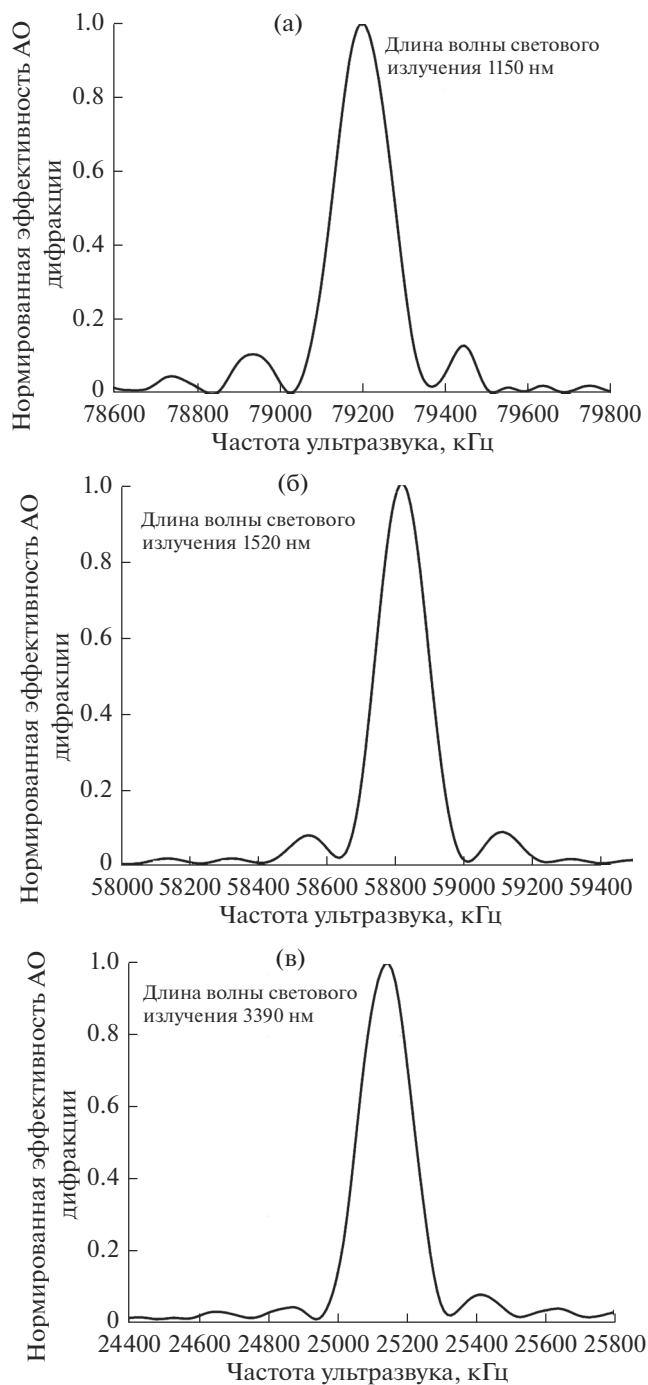 (а)
Длина волны светового
излучения 1150 нм
Нормированная эффективность АО
дифракции
1.0
0.8
0.6
0.4
0.2
0
78600 78800 79000 79200 79400 79600 79800
Частота ультразвука, кГц
(б)
Длина волны светового
излучения 1520 нм
Нормированная эффективность АО
дифракции
1.0
0.8
0.6
0.4
0.2
0
58000 58200 58400 58600 58800 59000 59200 59400
Частота ультразвука, кГц
(в)
Длина волны светового
излучения 3390 нм
Нормированная эффективность АО
дифракции
1.0
0.8
0.6
0.4
0.2
0
24400 24600 24800 25000 25200 25400 25600 25800
Частота ультразвука, кГц